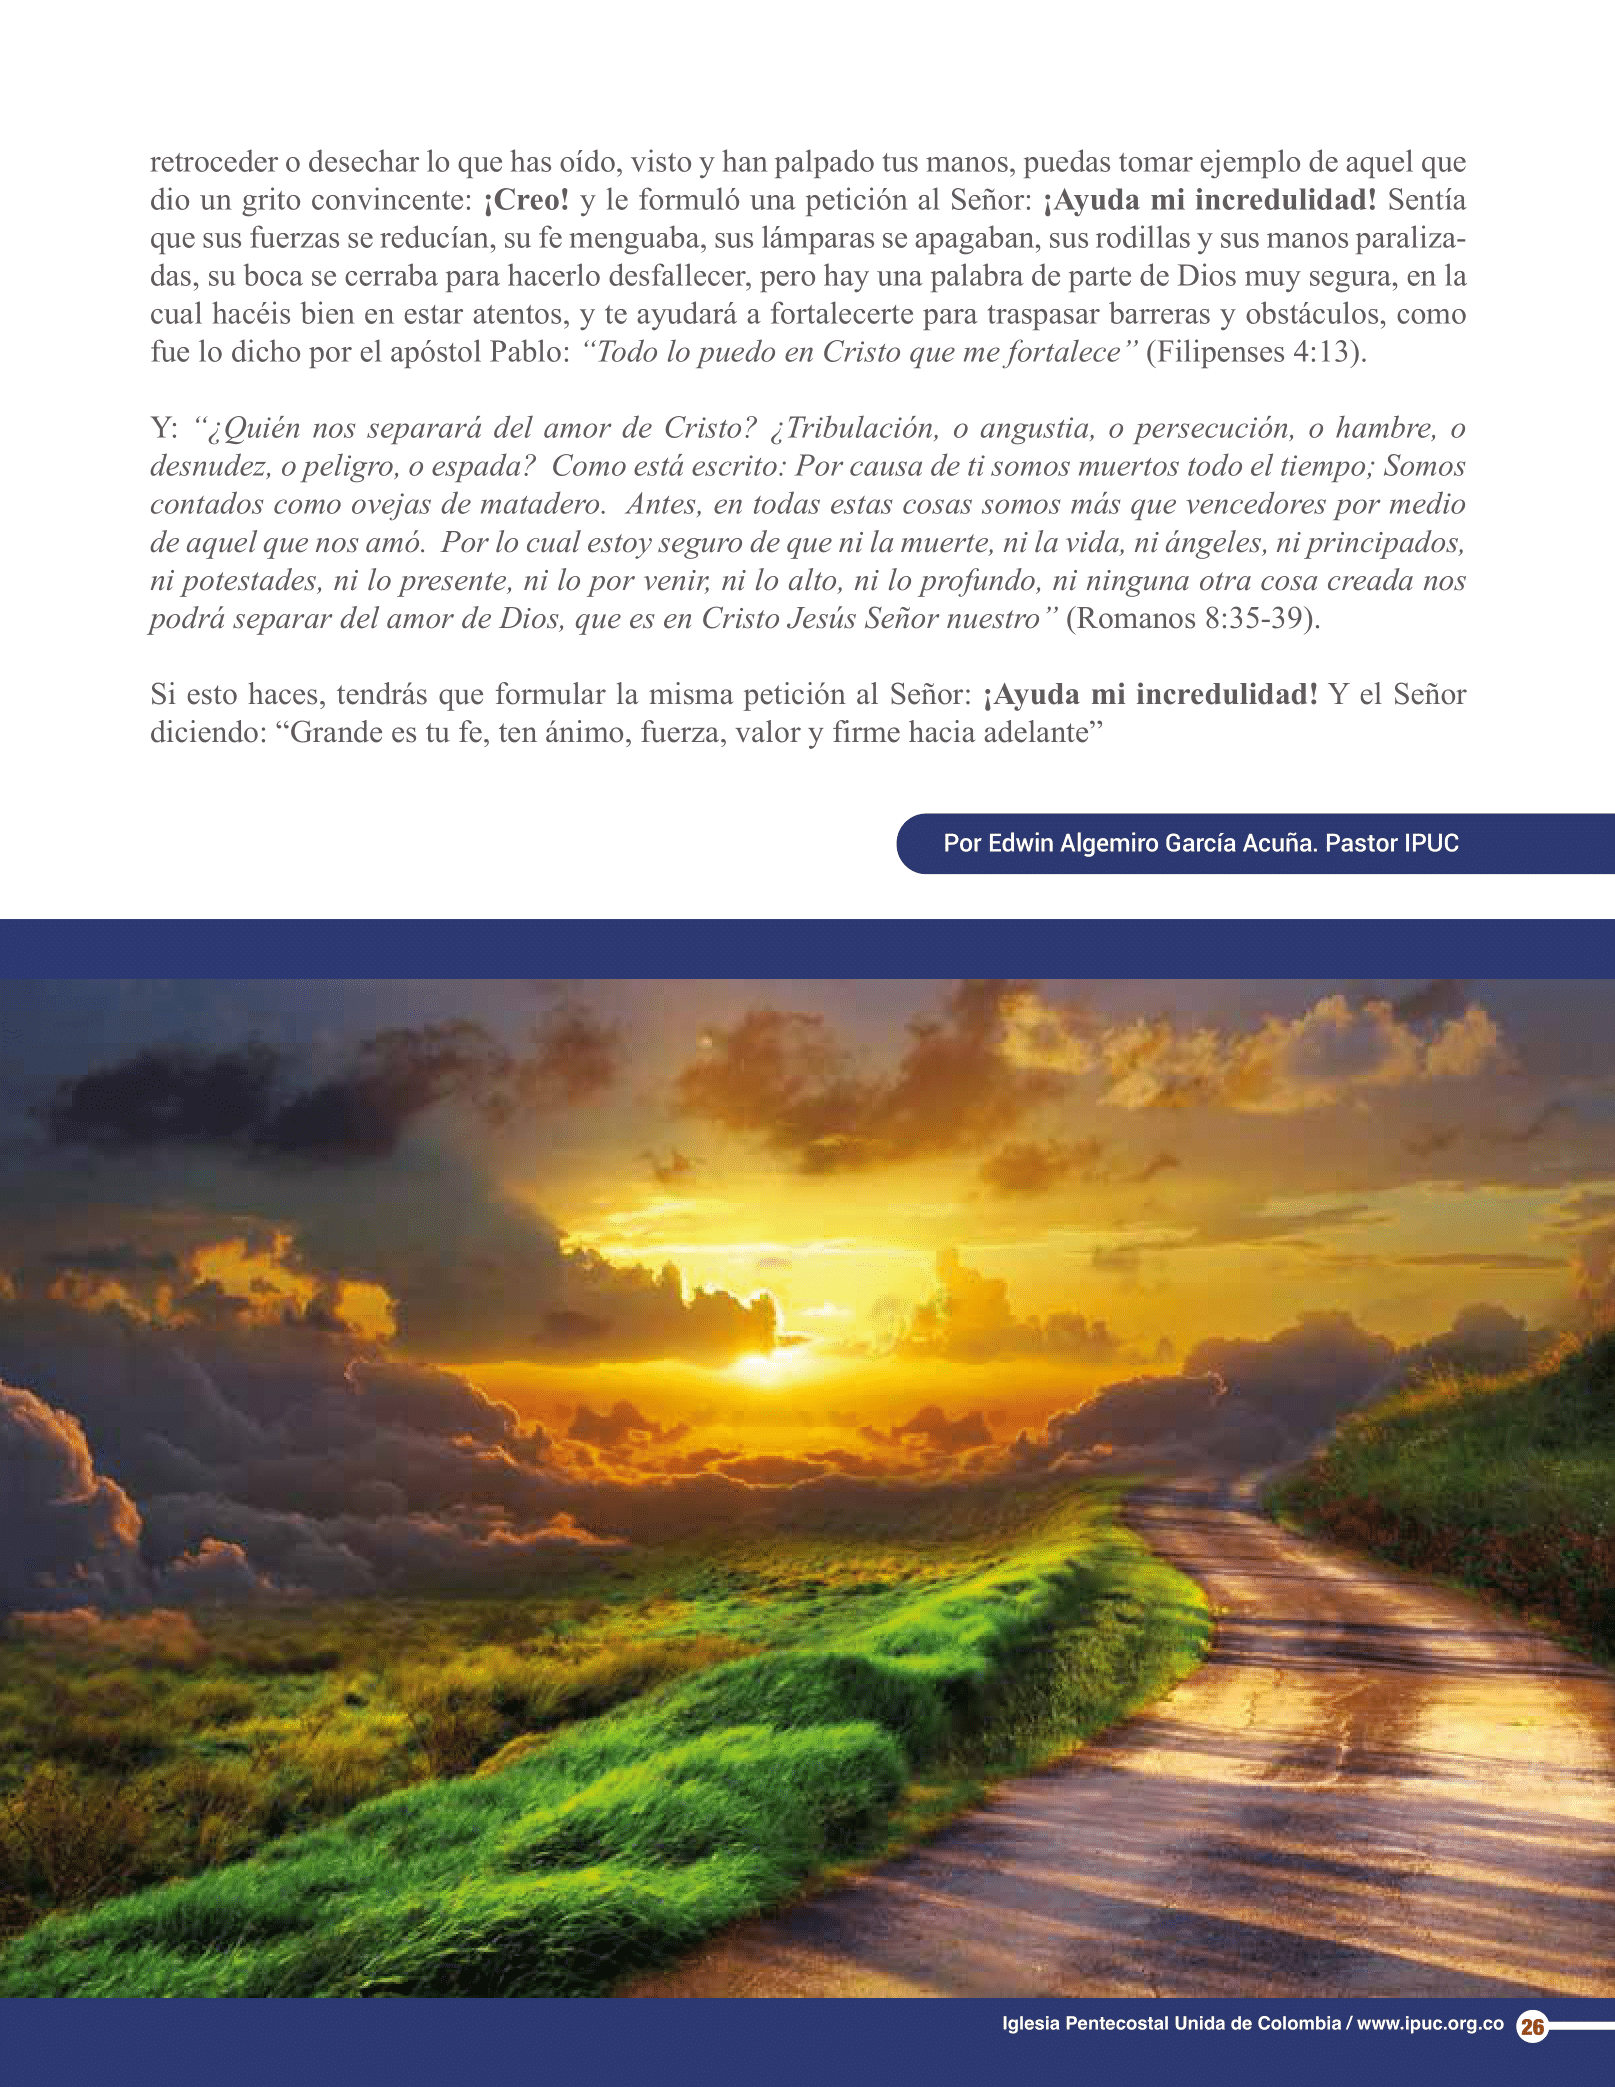 retroceder o desechar lo que has oído, visto y han palpado tus manos, puedas tomar ejemplo de aquel que
dio un grito convincente: ¡Creo! y le formuló una petición al Señor: ¡Ayuda mi incredulidad! Sentía
que sus fuerzas se reducían, su fe menguaba, sus lámparas se apagaban, sus rodillas y sus manos paraliza-
das, su boca se cerraba para hacerlo desfallecer, pero hay una palabra de parte de Dios muy segura, en la
cual hacéis bien en estar atentos, y te ayudará a fortalecerte para traspasar barreras y obstáculos, como
fue lo dicho por el apóstol Pablo: “Todo lo puedo en Cristo que me fortalece” (Filipenses 4:13).
Y: “¿Quién nos separará del amor de Cristo? ¿Tribulación, o angustia, o persecución, o hambre, o
desnudez, o peligro, o espada?  Como está escrito: Por causa de ti somos muertos todo el tiempo; Somos
contados como ovejas de matadero.  Antes, en todas estas cosas somos más que vencedores por medio
de aquel que nos amó.  Por lo cual estoy seguro de que ni la muerte, ni la vida, ni ángeles, ni principados,
ni potestades, ni lo presente, ni lo por venir, ni lo alto, ni lo profundo, ni ninguna otra cosa creada nos
podrá separar del amor de Dios, que es en Cristo Jesús Señor nuestro” (Romanos 8:35-39).
Si esto haces, tendrás que formular la misma petición al Señor: ¡Ayuda mi incredulidad! Y el Señor
diciendo: “Grande es tu fe, ten ánimo, fuerza, valor y firme hacia adelante”
Por Edwin Algemiro García Acuña. Pastor IPUC
Iglesia Pentecostal Unida de Colombia / www.ipuc.org.co 26